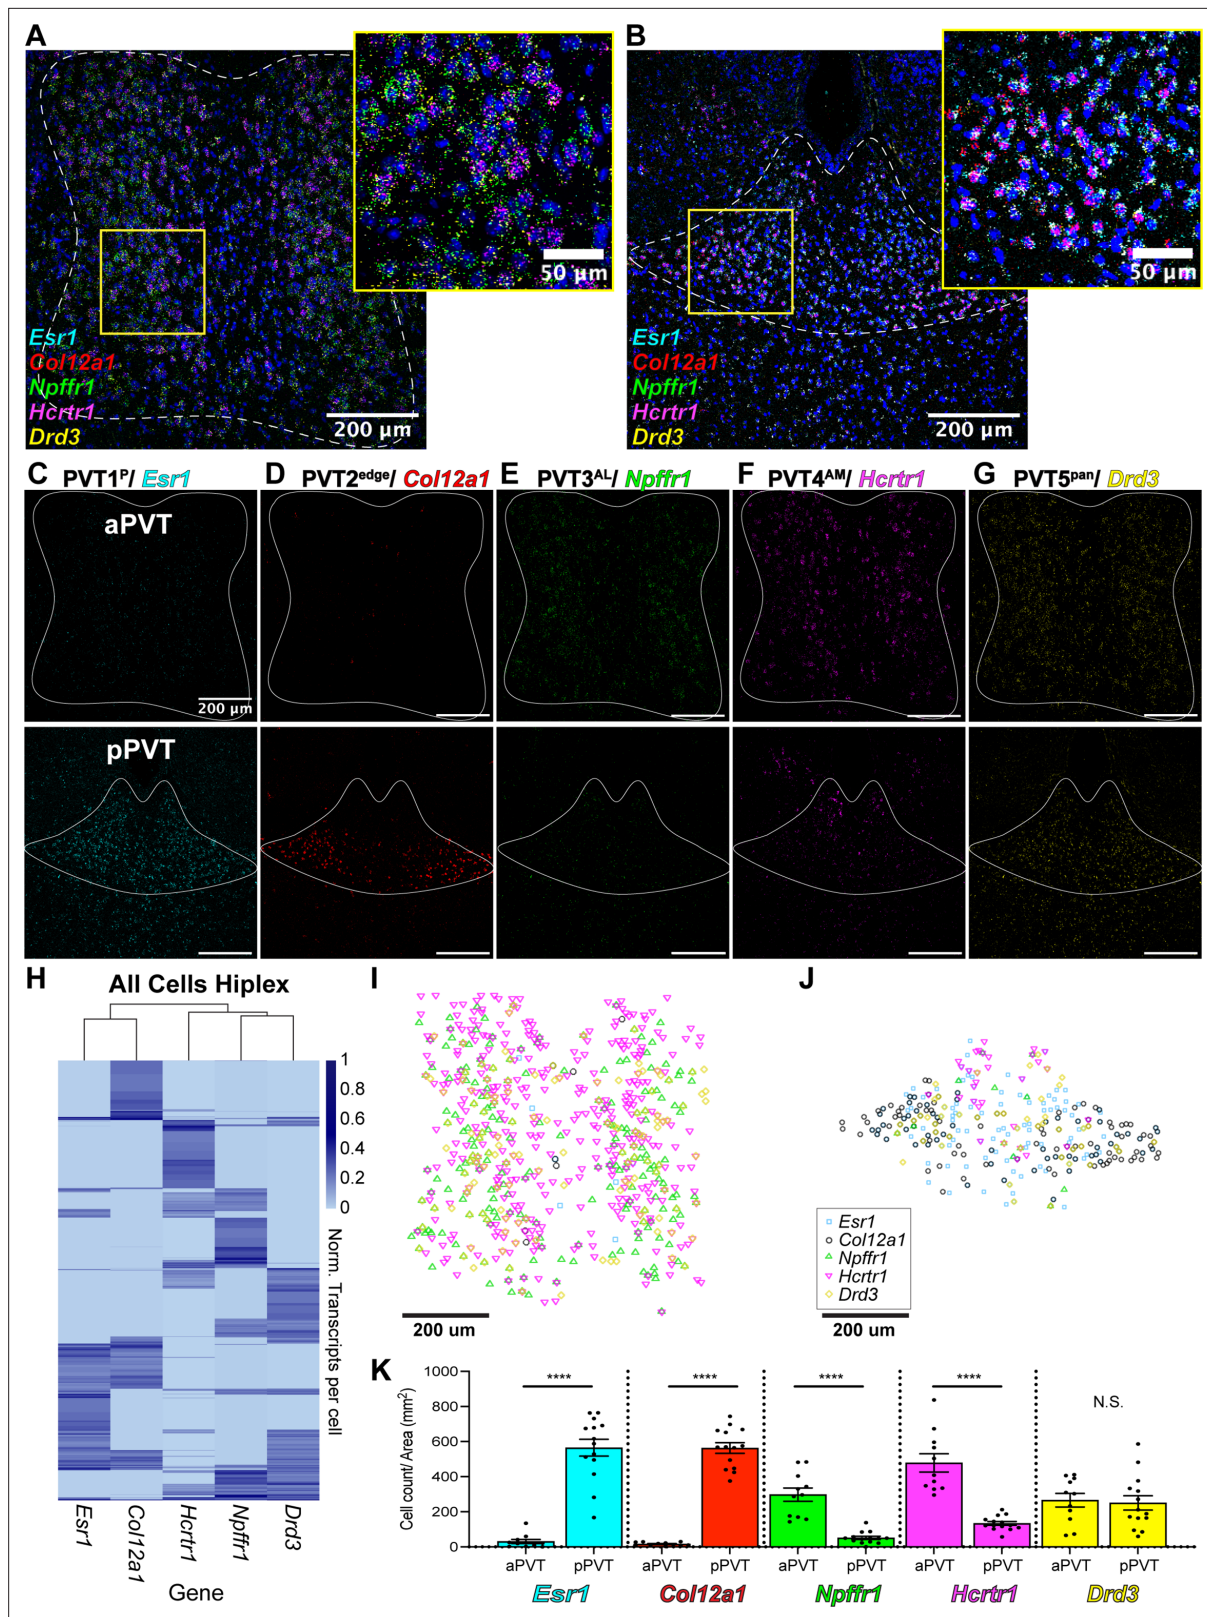 A
B
50 µm
50 µm
Esr1
Col12a1
Npffr1
Hcrtr1
Drd3
200 µm
Esr1
Col12a1
Npffr1
Hcrtr1
Drd3
200 µm
C PVT1P/ Esr1
D PVT2edge/ Col12a1
E PVT3AL/ Npffr1
F PVT4AM/ Hcrtr1
G PVT5pan/ Drd3
aPVT
200 µm
pPVT
H
All Cells Hiplex
1
0.8
0.6
0.4
0.2
0
Norm. Transcripts per cell
Esr1
Col12a1
Hcrtr1
Npffr1
Drd3
Gene
I
200 um
J
Esr1
Col12a1
Npffr1
Hcrtr1
Drd3
200 um
K
Cell count/ Area (mm2)
1000
800
600
400
200
0
****
****
****
****
N.S.
aPVT pPVT aPVT pPVT aPVT pPVT aPVT pPVT aPVT pPVT
Esr1 Col12a1 Npffr1 Hcrtr1 Drd3